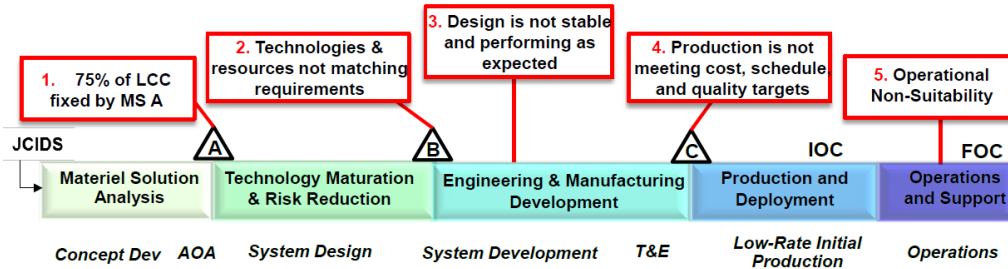 1. 75% of LCC
fixed by MS A
2. Technologies &
resources not matching
requirements
3. Design is not stable
and performing as
expected
4. Production is not
meeting cost, schedule,
and quality targets
5. Operational
Non-Suitability
JCIDS
A
B
C
IOC
FOC
Materiel Solution
Analysis
Technology Maturation
& Risk Reduction
Engineering & Manufacturing
Development
Production and
Deployment
Operations
and Support
Concept Dev
AOA
System Design
System Development
T&E
Low-Rate Initial
Production
Operations